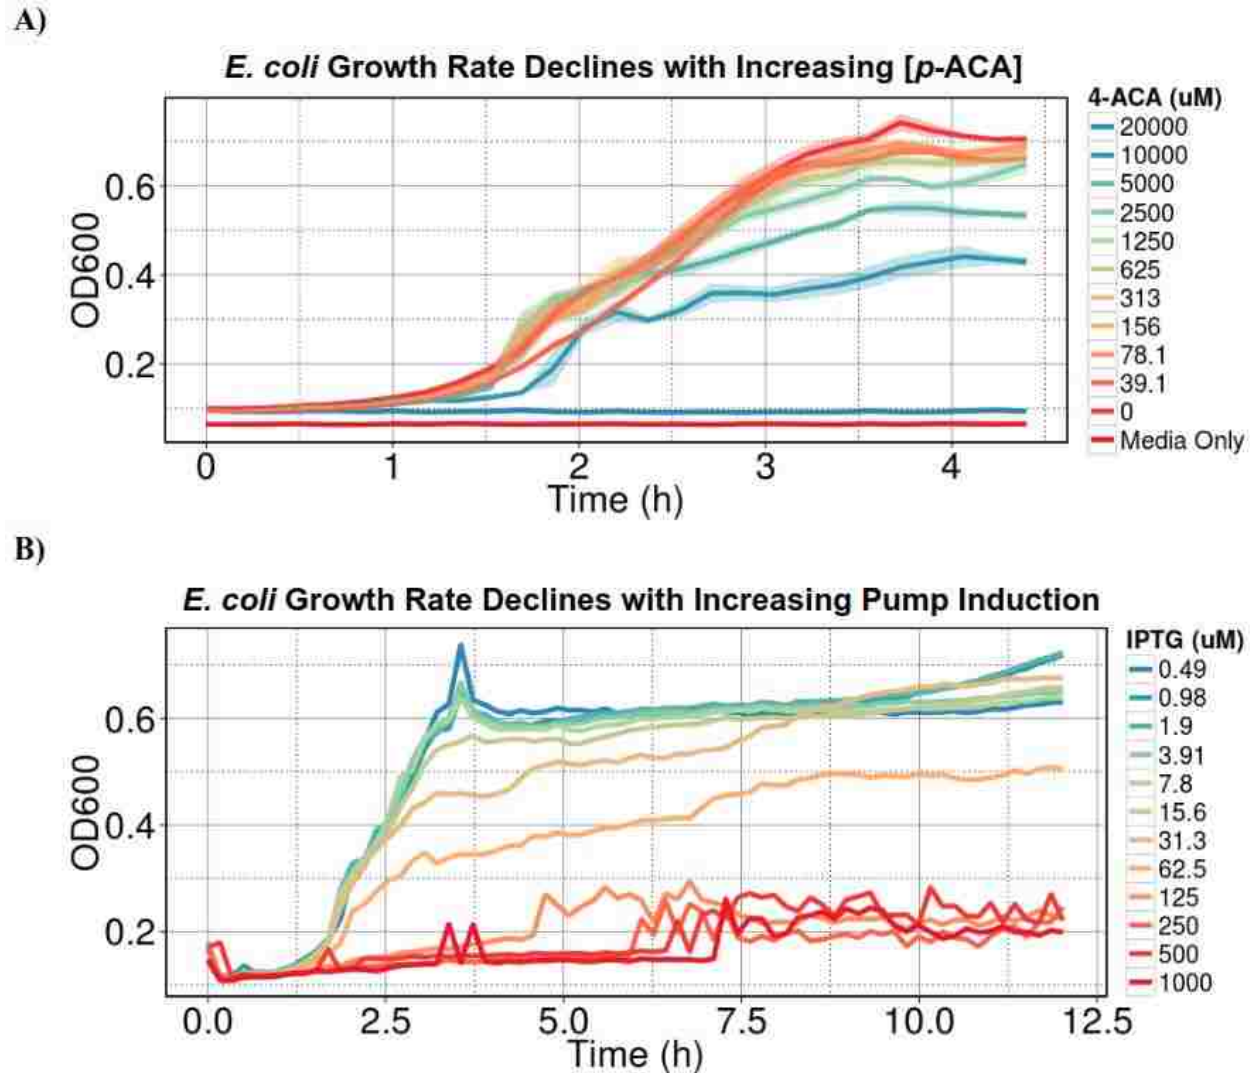 A)
E. coli Growth Rate Declines with Increasing [p-ACA]
4-ACA (uM)
20000
10000
5000
2500
1250
625
313
156
78.1
39.1
0
Media Only
OD600
0.6
0.4
0.2
0 1 2 3 4
Time (h)
B)
E. coli Growth Rate Declines with Increasing Pump Induction
IPTG (uM)
0.49
0.98
1.9
3.91
7.8
15.6
31.3
62.5
125
250
500
1000
OD600
0.6
0.4
0.2
0.0 2.5 5.0 7.5 10.0 12.5
Time (h)